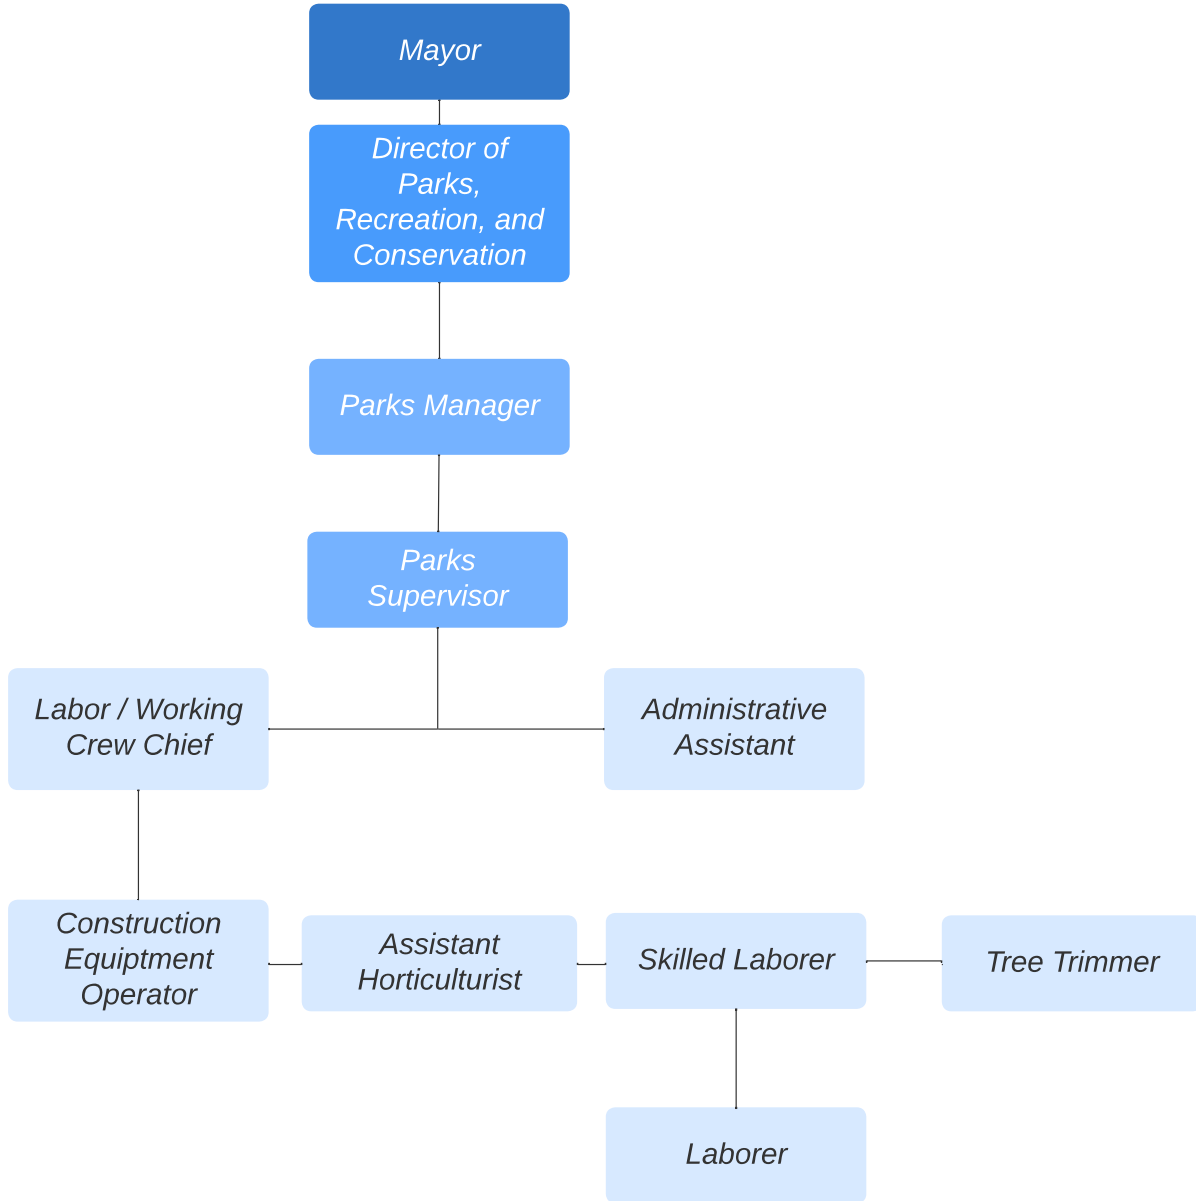 Mayor
Director of
Parks,
Recreation, and
Conservation
Parks Manager
Parks
Supervisor
Labor / Working
Crew Chief
Administrative
Assistant
Construction
Equiptment
Operator
Assistant
Horticulturist
Skilled Laborer
Tree Trimmer
Laborer